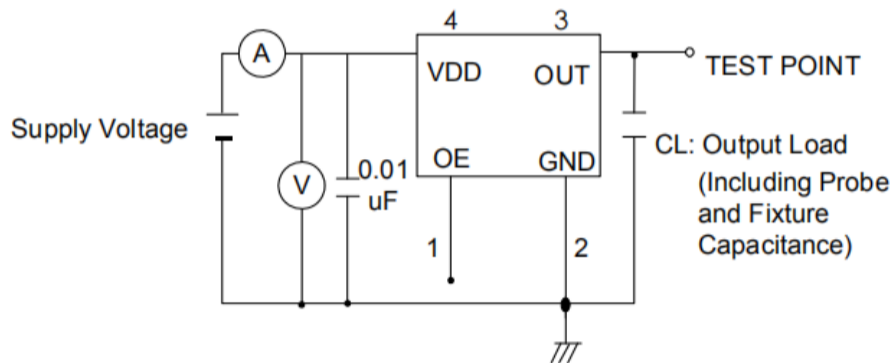 4
3
A
VDD
OUT
TEST POINT
Supply Voltage
V
0.01
uF
OE
GND
CL: Output Load
(Including Probe
and Fixture
Capacitance)
1
2